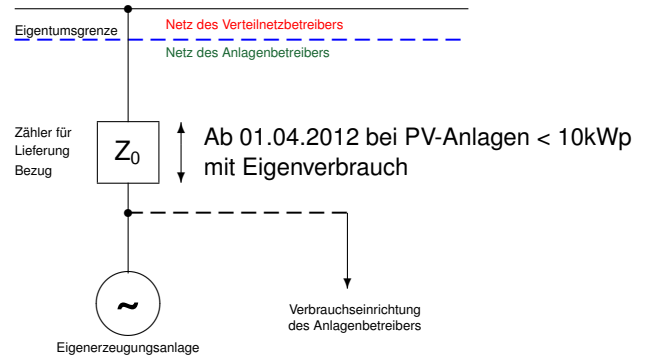 Netz des Verteilnetzbetreibers
Eigentumsgrenze
Netz des Anlagenbetreibers
Zähler für
Lieferung
Bezug
Z0
Ab 01.04.2012 bei PV-Anlagen < 10kWp
mit Eigenverbrauch
~
Verbrauchseinrichtung
des Anlagenbetreibers
Eigenerzeugungsanlage